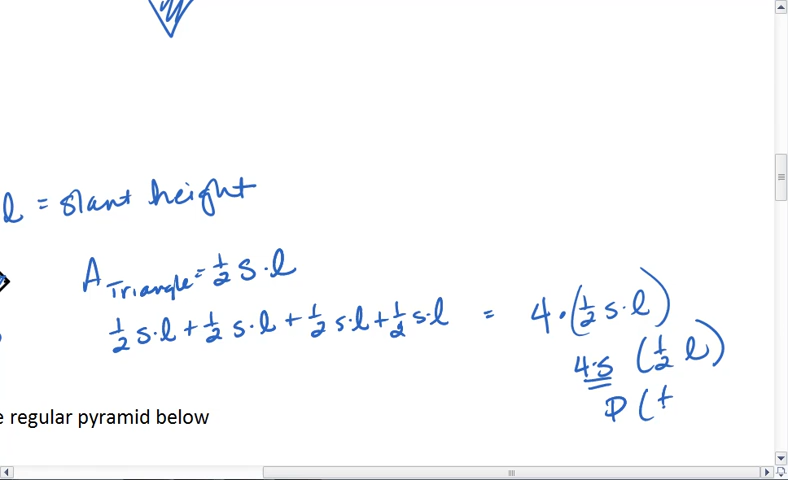 l = slant height
A Triangle = 1/2 s·l
1/2 s·l + 1/2 s·l + 1/2 s·l + 1/2 s·l = 4·(1/2 s·l)
4·s (1/2 l)
P (1
e regular pyramid below